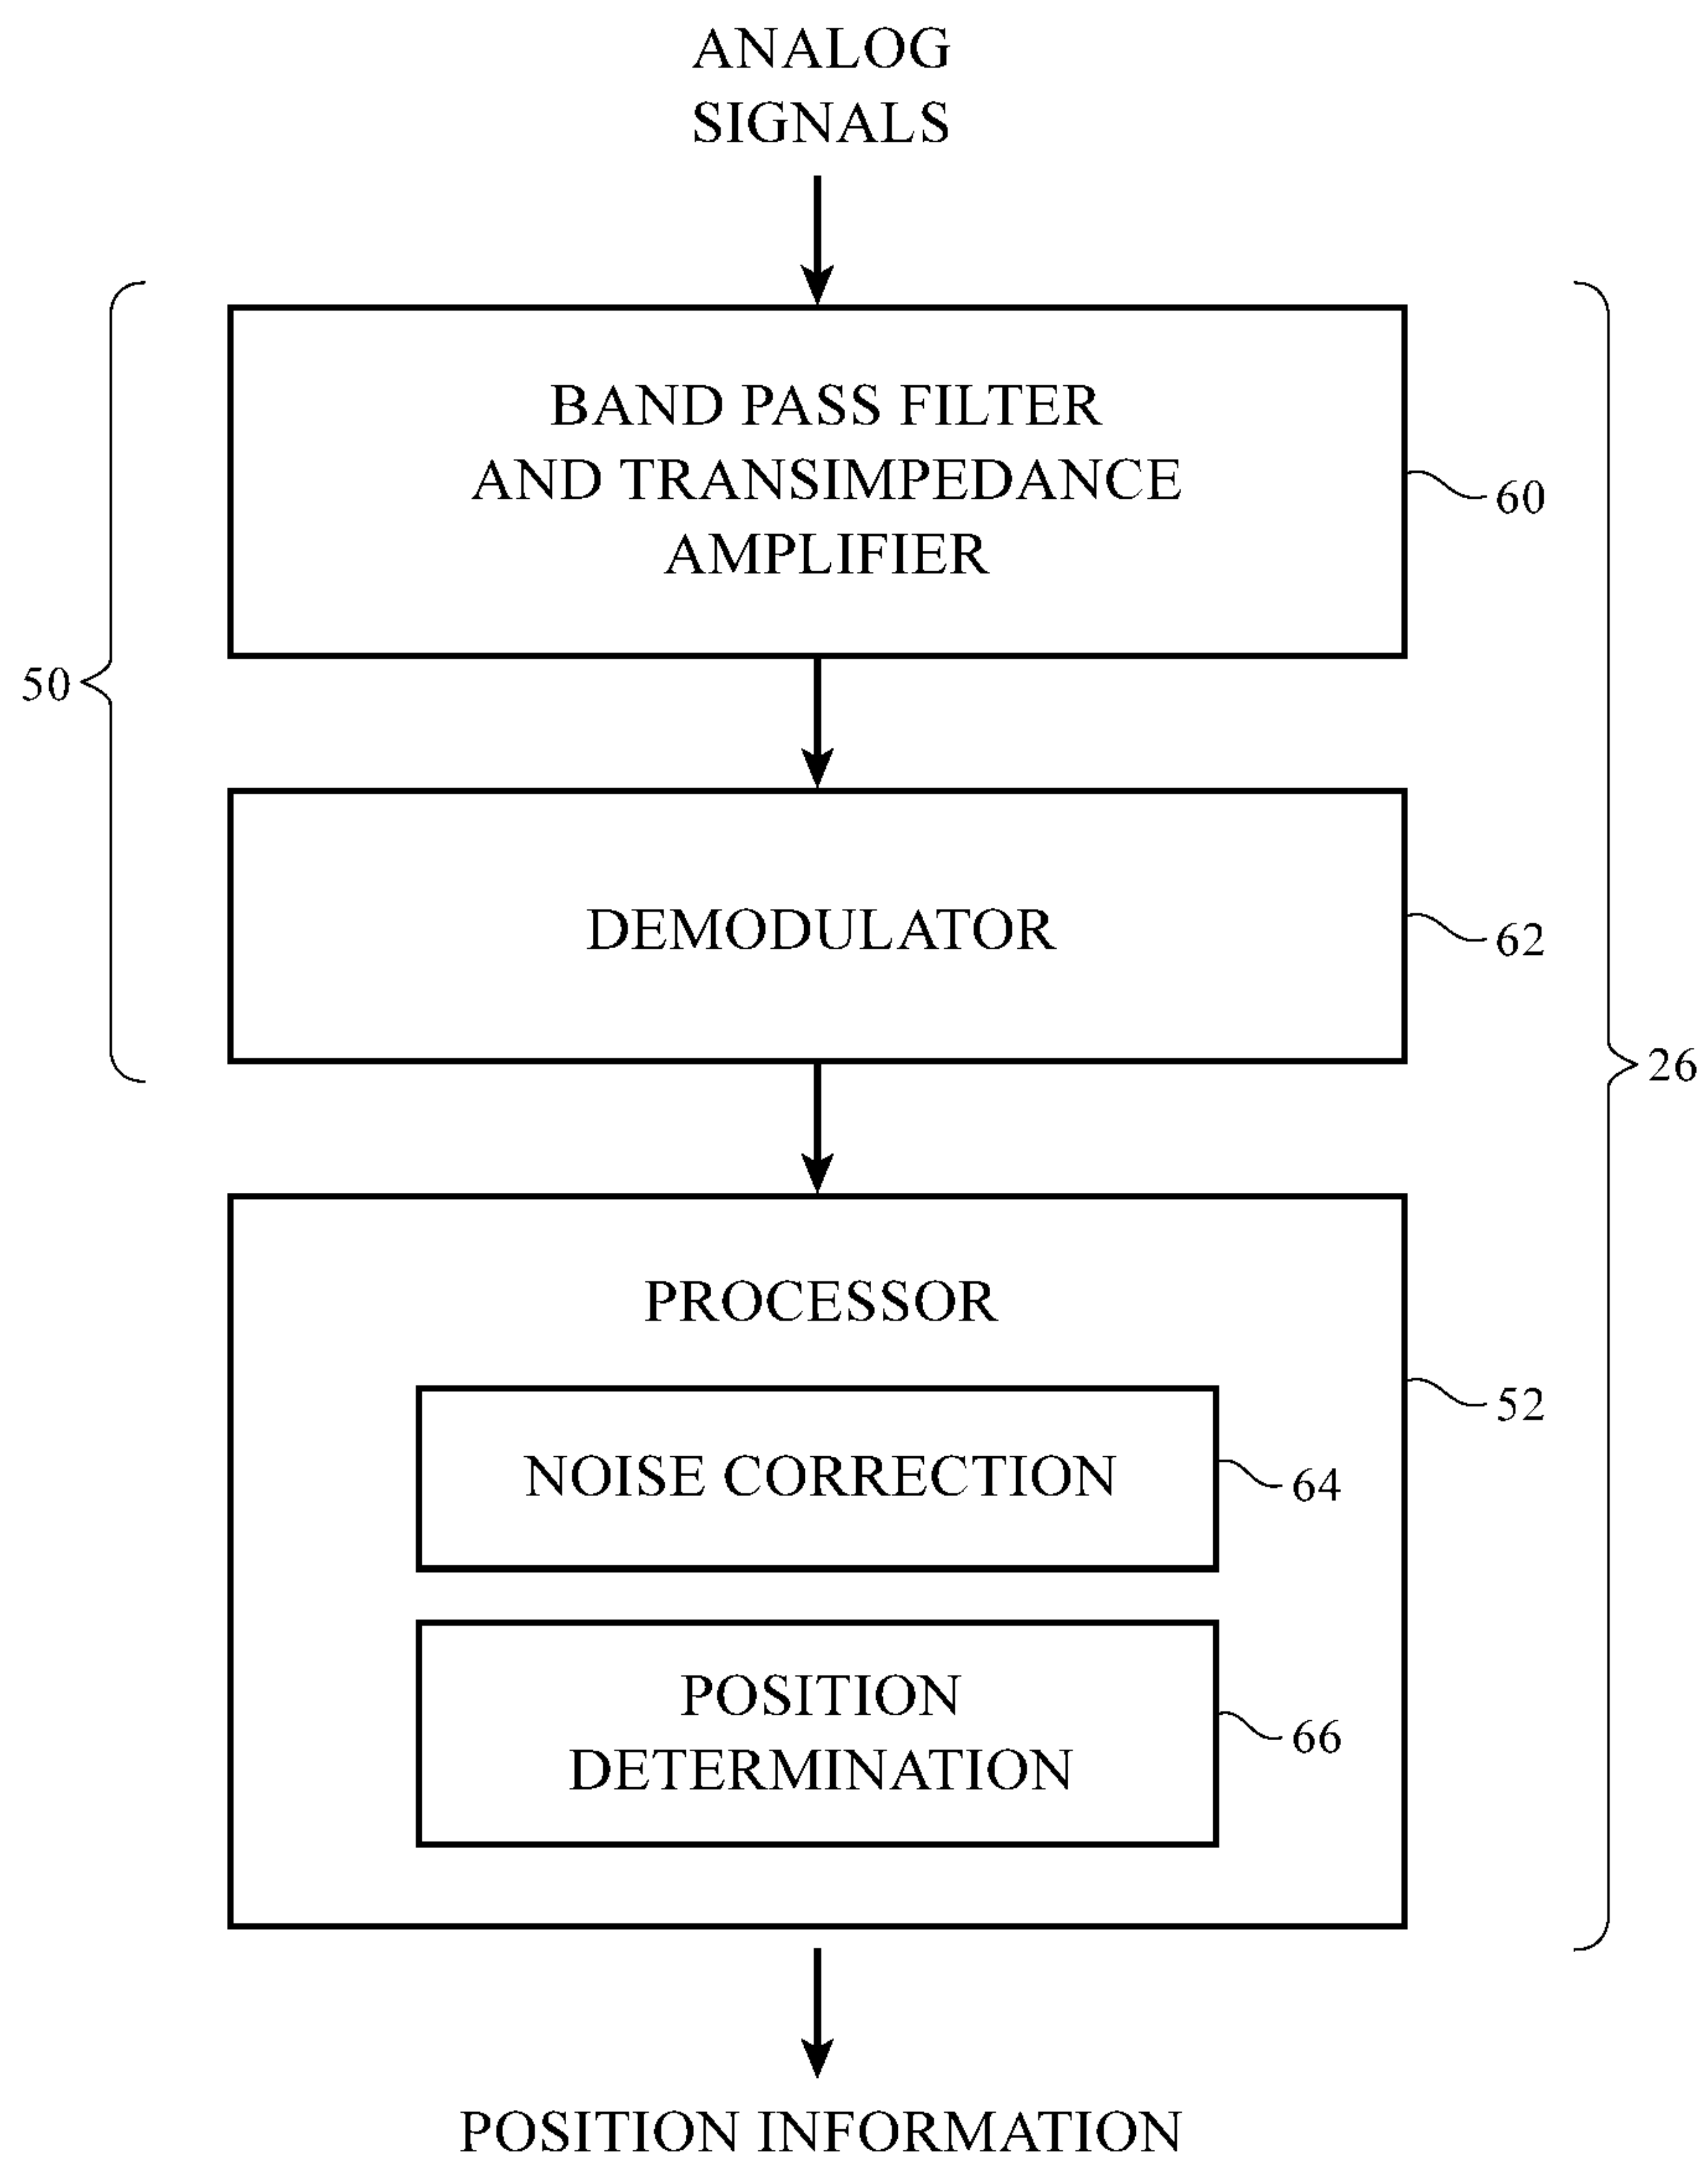 ANALOG
SIGNALS
BAND PASS FILTER
AND TRANSIMPEDANCE
AMPLIFIER
60
50
DEMODULATOR
62
26
PROCESSOR
52
NOISE CORRECTION
64
POSITION
DETERMINATION
66
POSITION INFORMATION